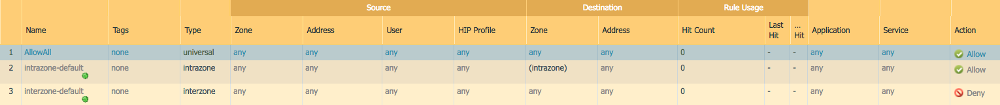 Source Destination Rule Usage
Name Tags Type Zone Address User HIP Profile Zone Address Hit Count Last Hit ... Hit Application Service Action
1 AllowAll none universal any any any any any any 0 - - any any Allow
2 intrazone-default none intrazone any any any any (intrazone) any 0 - - any any Allow
3 interzone-default none interzone any any any any any any 0 - - any any Deny